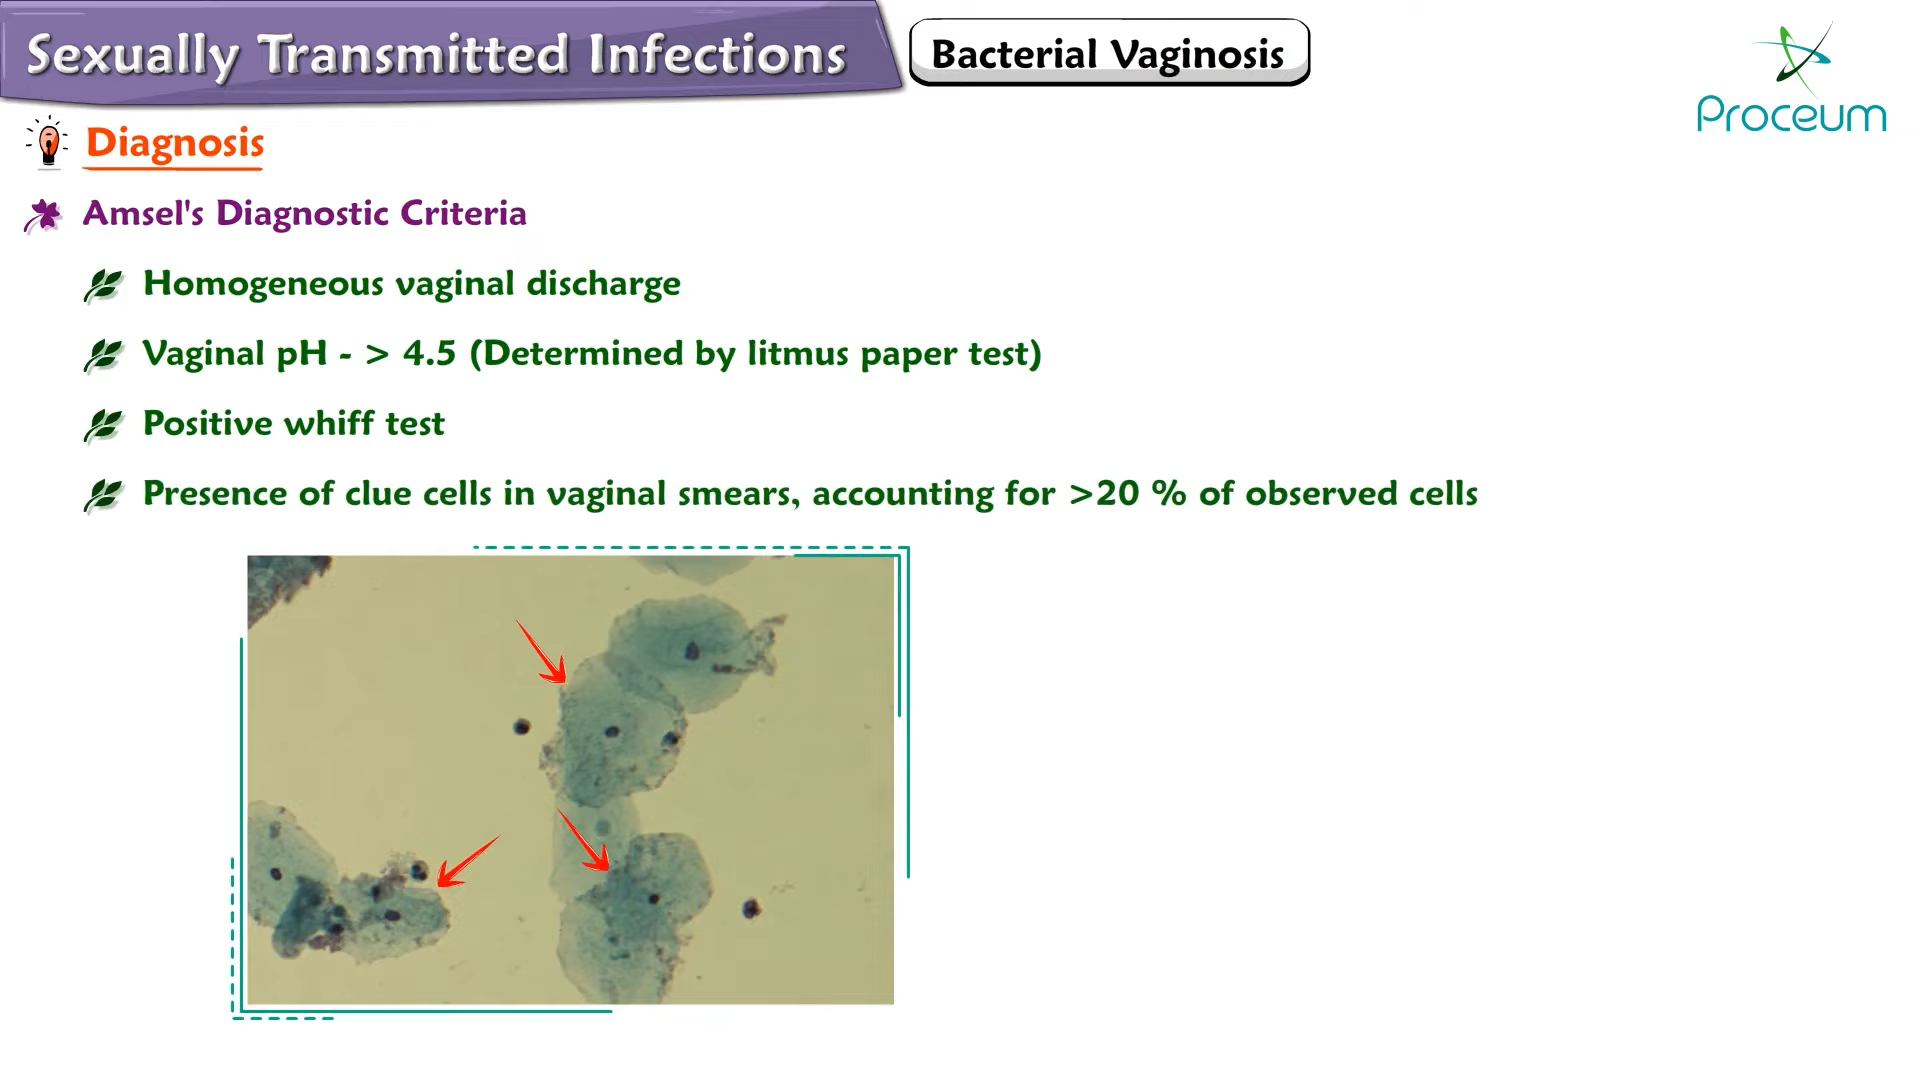 Sexually Transmitted Infections
Bacterial Vaginosis
Proceum
Diagnosis
Amsel's Diagnostic Criteria
Homogeneous vaginal discharge
Vaginal pH - > 4.5 (Determined by litmus paper test)
Positive whiff test
Presence of clue cells in vaginal smears, accounting for >20 % of observed cells